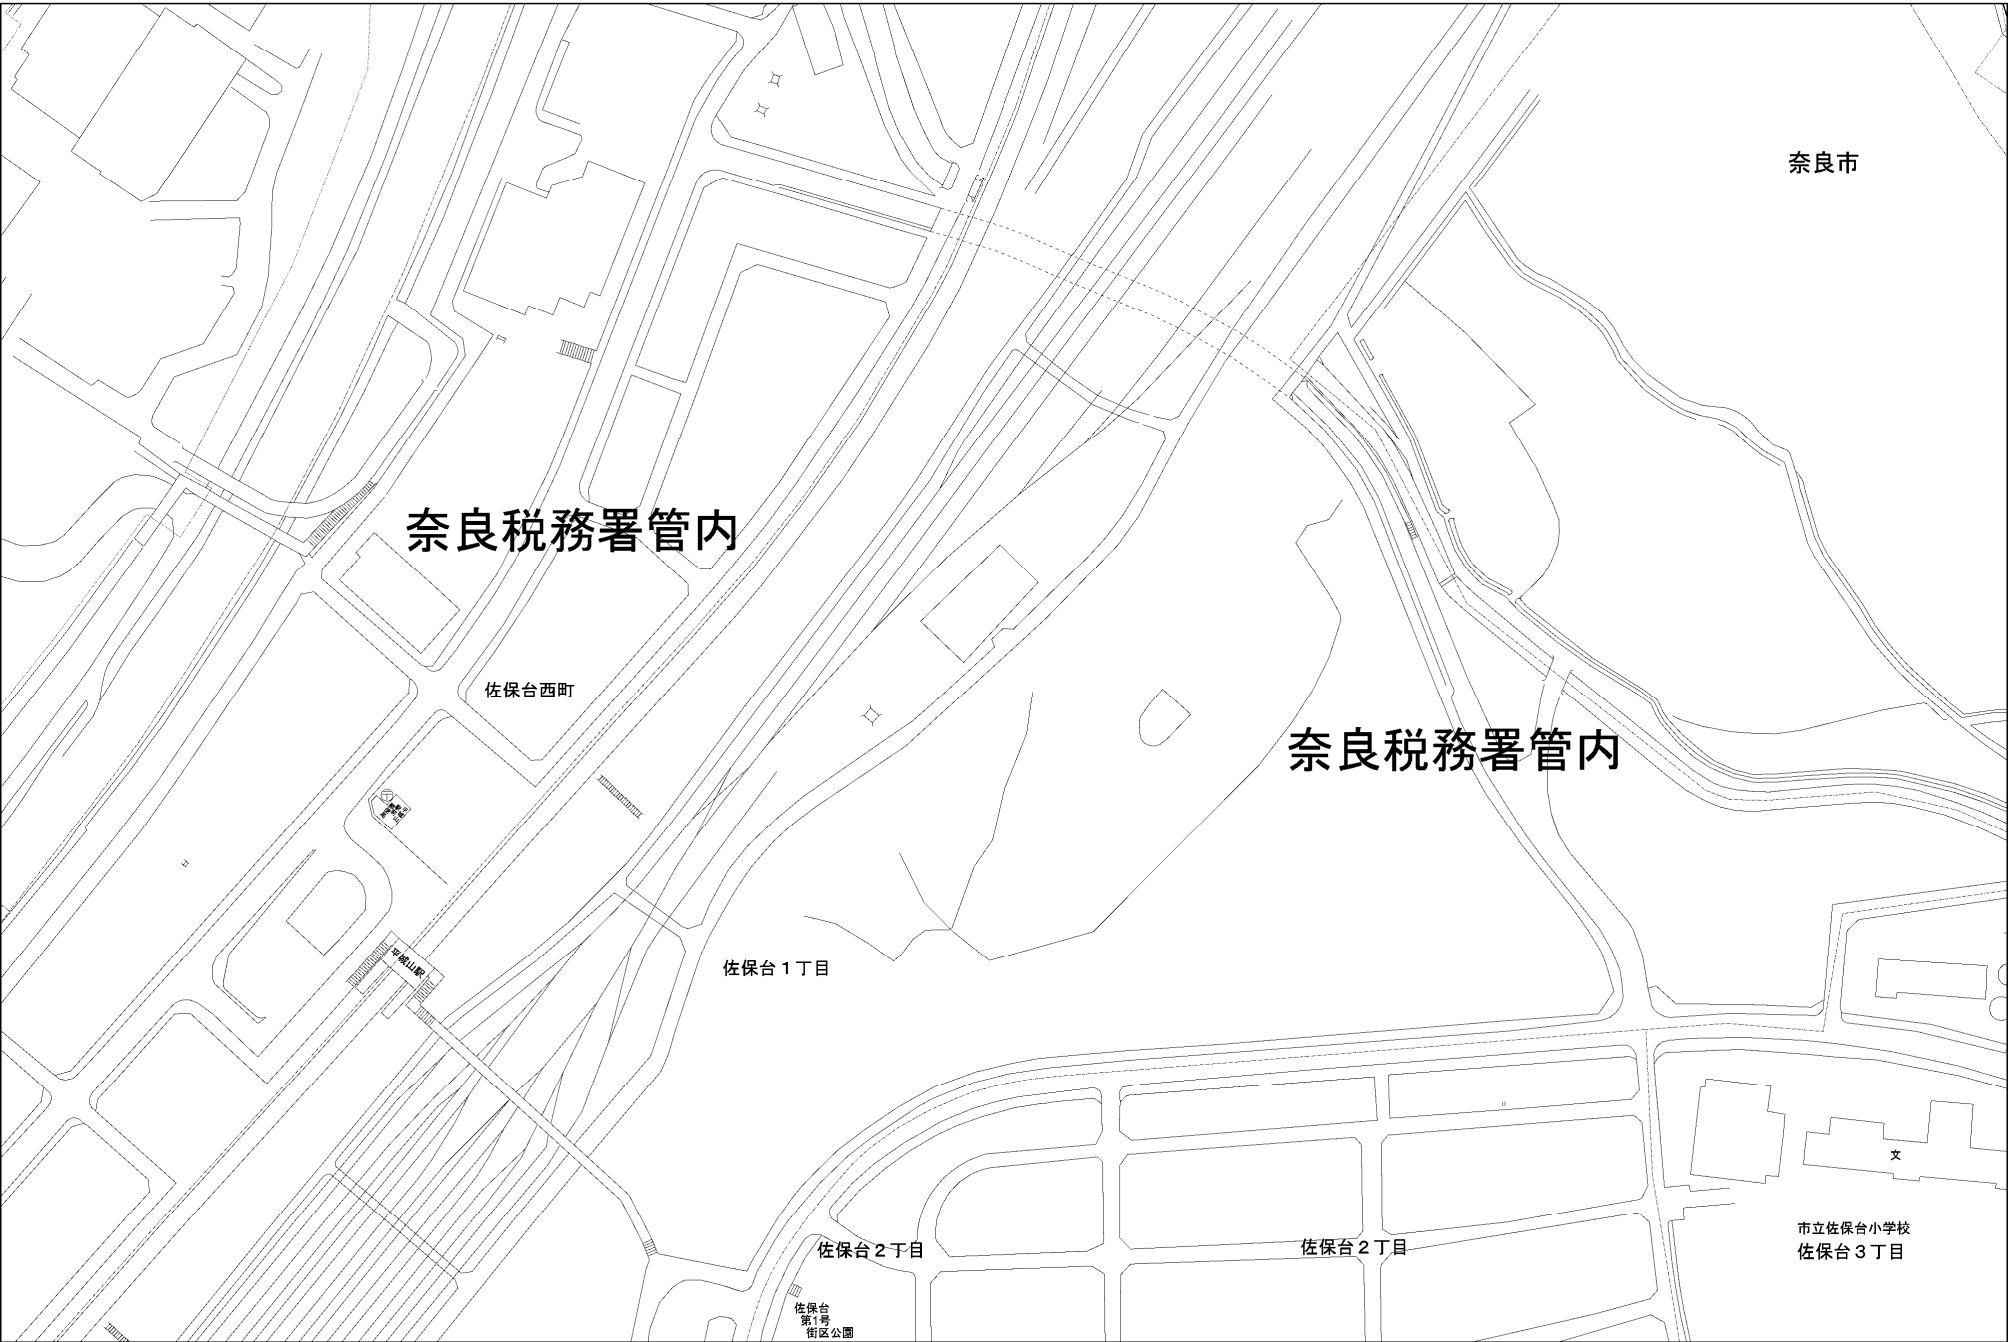 奈良市
奈良税務署管内
佐保台西町
奈良税務署管内
平城山駅
佐保台１丁目
文
市立佐保台小学校
佐保台３丁目
佐保台２丁目
佐保台２丁目
佐保台
第1号
街区公園